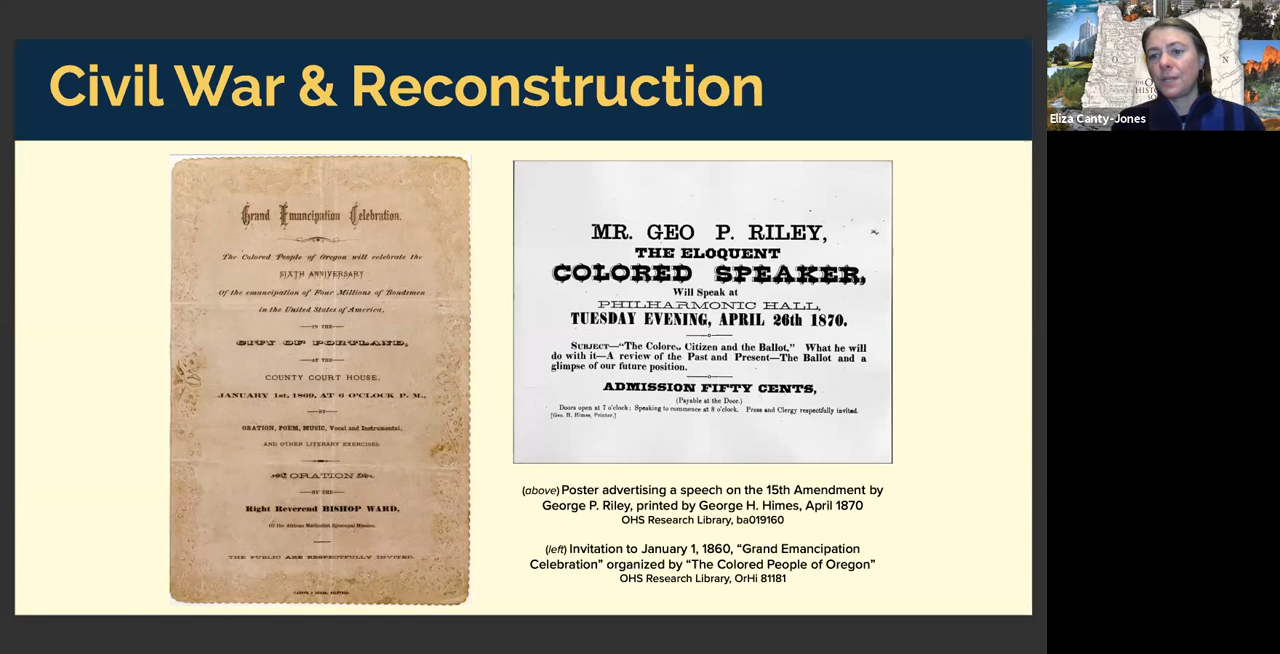 Civil War & Reconstruction
Grand Emancipation Celebration.
The Colored People of Oregon will celebrate the
SIXTH ANNIVERSARY
Of the emancipation of Four Millions of Bondsmen
in the United States of America,
IN THE
CITY OF PORTLAND,
AT THE
COUNTY COURT HOUSE.
JANUARY 1st, 1869, AT 6 O'CLOCK P. M.,
BY
ORATION, POEM, MUSIC, Vocal and Instrumental,
AND OTHER LITERARY EXERCISES.
ORATION
BY THE
Right Reverend BISHOP WARD,
Of the African Methodist Episcopal Mission.
THE PUBLIC ARE RESPECTFULLY INVITED.
MR. GEO P. RILEY,
THE ELOQUENT
COLORED SPEAKER,
Will Speak at
PHILHARMONIC HALL,
TUESDAY EVENING, APRIL 26th 1870.
SUBJECT—"The Colore. Citizen and the Ballot," What he will
do with it—A review of the Past and Present—The Ballot and a
glimpse of our future position.
ADMISSION FIFTY CENTS,
(Payable at the Door.)
Doors open at 7 o'clock; Speaking to commence at 8 o'clock. Press and Clergy respectfully invited.
[Geo. H. Himes, Printer.]
(above) Poster advertising a speech on the 15th Amendment by
George P. Riley, printed by George H. Himes, April 1870
OHS Research Library, ba019160
(left) Invitation to January 1, 1860, "Grand Emancipation
Celebration" organized by "The Colored People of Oregon"
OHS Research Library, OrHi 81181
Eliza Canty-Jones